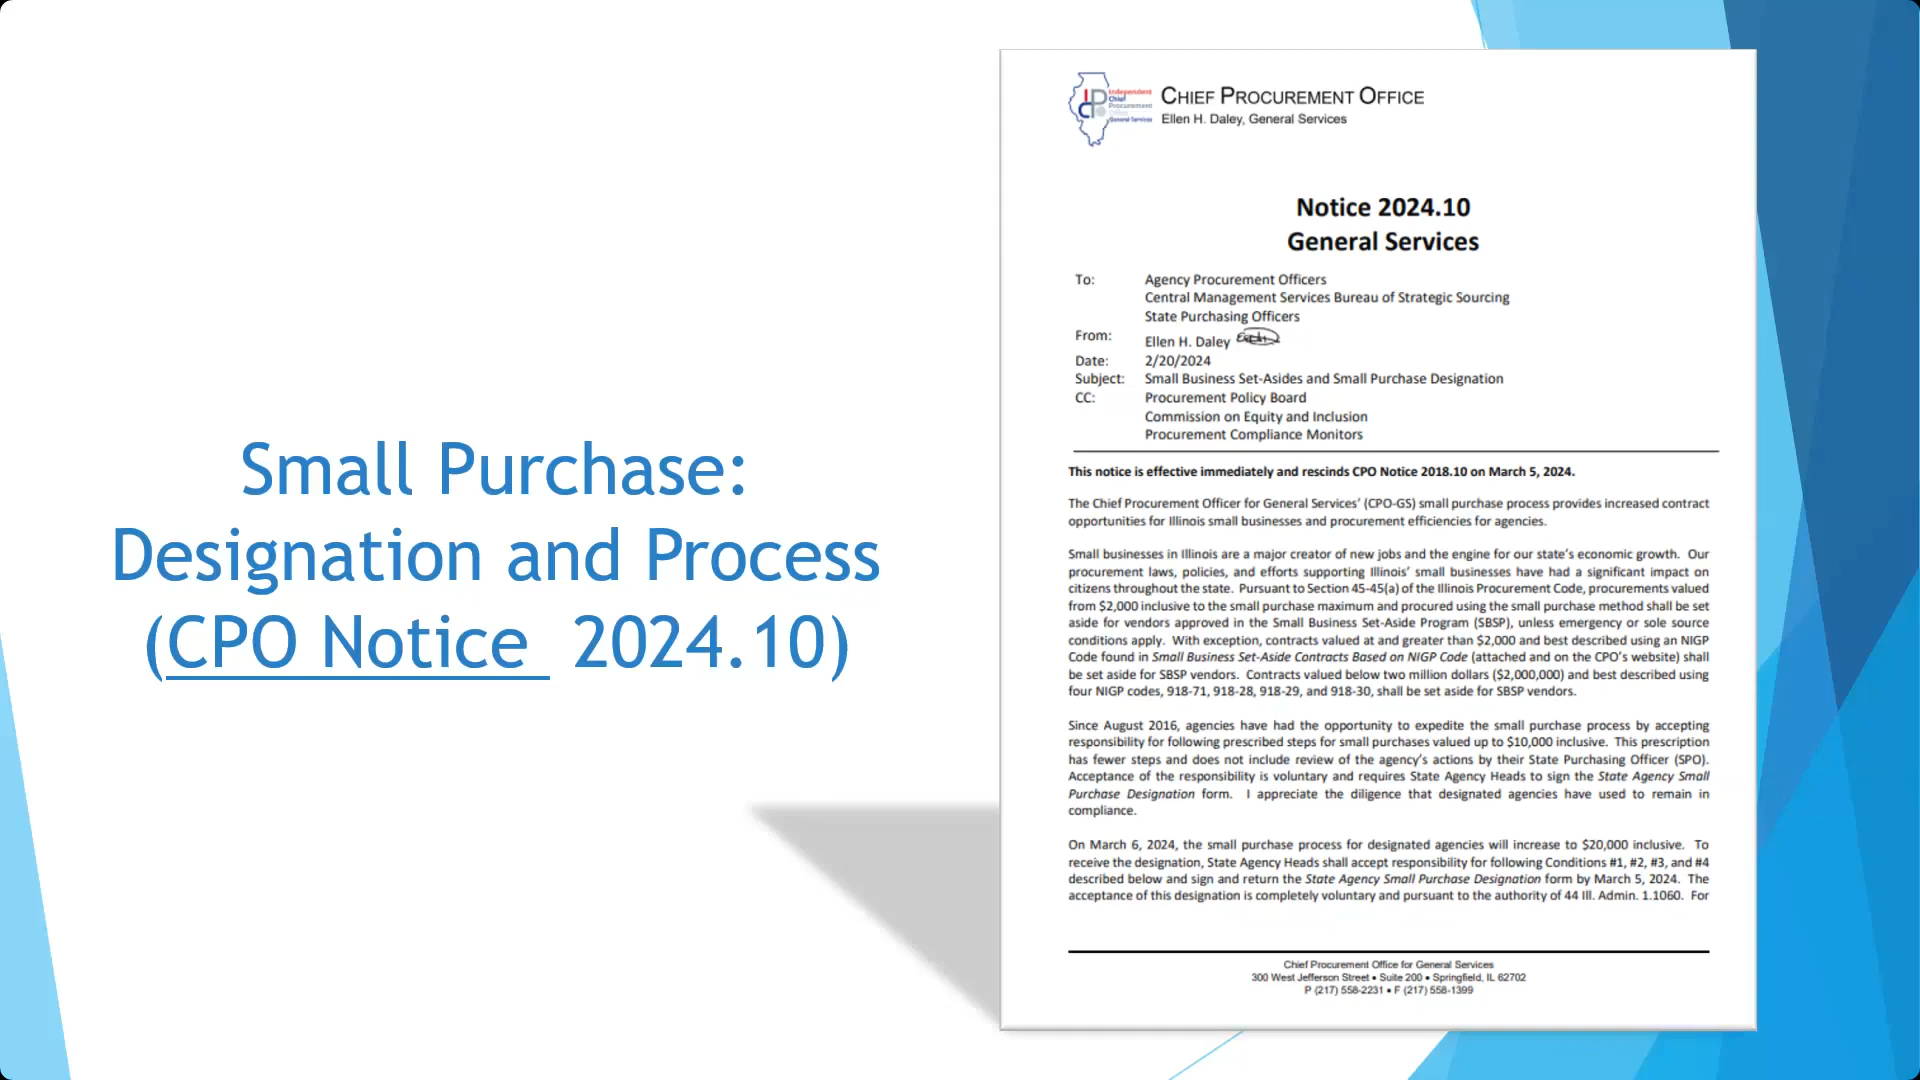 Small Purchase:
Designation and Process
(CPO Notice  2024.10)
Independent
Chief
Procurement
General Services
CHIEF PROCUREMENT OFFICE
Ellen H. Daley, General Services
Notice 2024.10
General Services
To: Agency Procurement Officers
Central Management Services Bureau of Strategic Sourcing
State Purchasing Officers
From: Ellen H. Daley
Date: 2/20/2024
Subject: Small Business Set-Asides and Small Purchase Designation
CC: Procurement Policy Board
Commission on Equity and Inclusion
Procurement Compliance Monitors
This notice is effective immediately and rescinds CPO Notice 2018.10 on March 5, 2024.
The Chief Procurement Officer for General Services’ (CPO-GS) small purchase process provides increased contract
opportunities for Illinois small businesses and procurement efficiencies for agencies.
Small businesses in Illinois are a major creator of new jobs and the engine for our state’s economic growth. Our
procurement laws, policies, and efforts supporting Illinois’ small businesses have had a significant impact on
citizens throughout the state. Pursuant to Section 45-45(a) of the Illinois Procurement Code, procurements valued
from $2,000 inclusive to the small purchase maximum and procured using the small purchase method shall be set
aside for vendors approved in the Small Business Set-Aside Program (SBSP), unless emergency or sole source
conditions apply. With exception, contracts valued at and greater than $2,000 and best described using an NIGP
Code found in Small Business Set-Aside Contracts Based on NIGP Code (attached and on the CPO’s website) shall
be set aside for SBSP vendors. Contracts valued below two million dollars ($2,000,000) and best described using
four NIGP codes, 918-71, 918-28, 918-29, and 918-30, shall be set aside for SBSP vendors.
Since August 2016, agencies have had the opportunity to expedite the small purchase process by accepting
responsibility for following prescribed steps for small purchases valued up to $10,000 inclusive. This prescription
has fewer steps and does not include review of the agency’s actions by their State Purchasing Officer (SPO).
Acceptance of the responsibility is voluntary and requires State Agency Heads to sign the State Agency Small
Purchase Designation form. I appreciate the diligence that designated agencies have used to remain in
compliance.
On March 6, 2024, the small purchase process for designated agencies will increase to $20,000 inclusive. To
receive the designation, State Agency Heads shall accept responsibility for following Conditions #1, #2, #3, and #4
described below and sign and return the State Agency Small Purchase Designation form by March 5, 2024. The
acceptance of this designation is completely voluntary and pursuant to the authority of 44 Ill. Admin. 1.1060. For
Chief Procurement Office for General Services
300 West Jefferson Street • Suite 200 • Springfield, IL 62702
P (217) 558-2231 • F (217) 558-1399